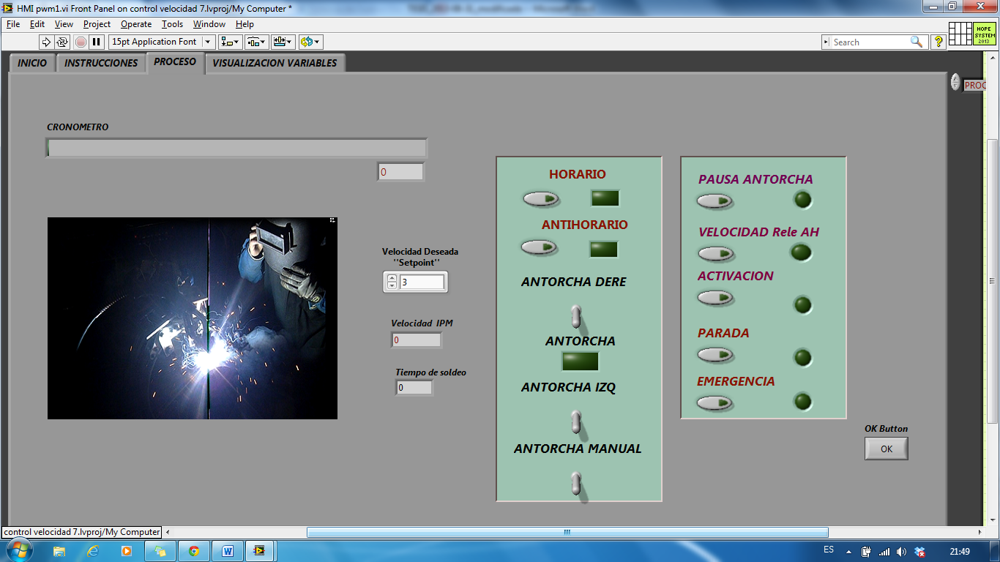 HMI pwm1.vi Front Panel on control velocidad 7.lvproj/My Computer *
File Edit View Project Operate Tools Window Help
15pt Application Font
Search
?
HOPE
SYSTEM
2013
INICIO INSTRUCCIONES PROCESO VISUALIZACION VARIABLES
PROC
CRONOMETRO
0
Velocidad Deseada
"Setpoint"
3
Velocidad IPM
0
Tiempo de soldeo
0
HORARIO
ANTIHORARIO
ANTORCHA DERE
ANTORCHA
ANTORCHA IZQ
ANTORCHA MANUAL
PAUSA ANTORCHA
VELOCIDAD Rele AH
ACTIVACION
PARADA
EMERGENCIA
OK Button
OK
control velocidad 7.lvproj/My Computer
ES
21:49